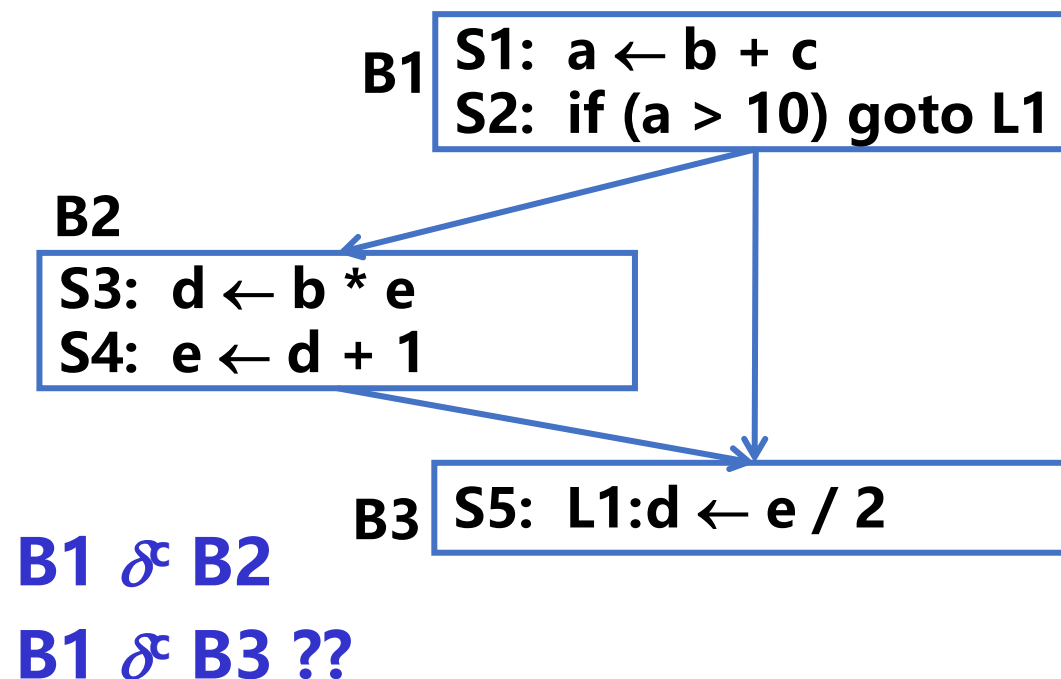 B1
S1: a ← b + c
S2: if (a > 10) goto L1
B2
S3: d ← b * e
S4: e ← d + 1
B3
S5: L1:d ← e / 2
B1 δᶜ B2
B1 δᶜ B3 ??